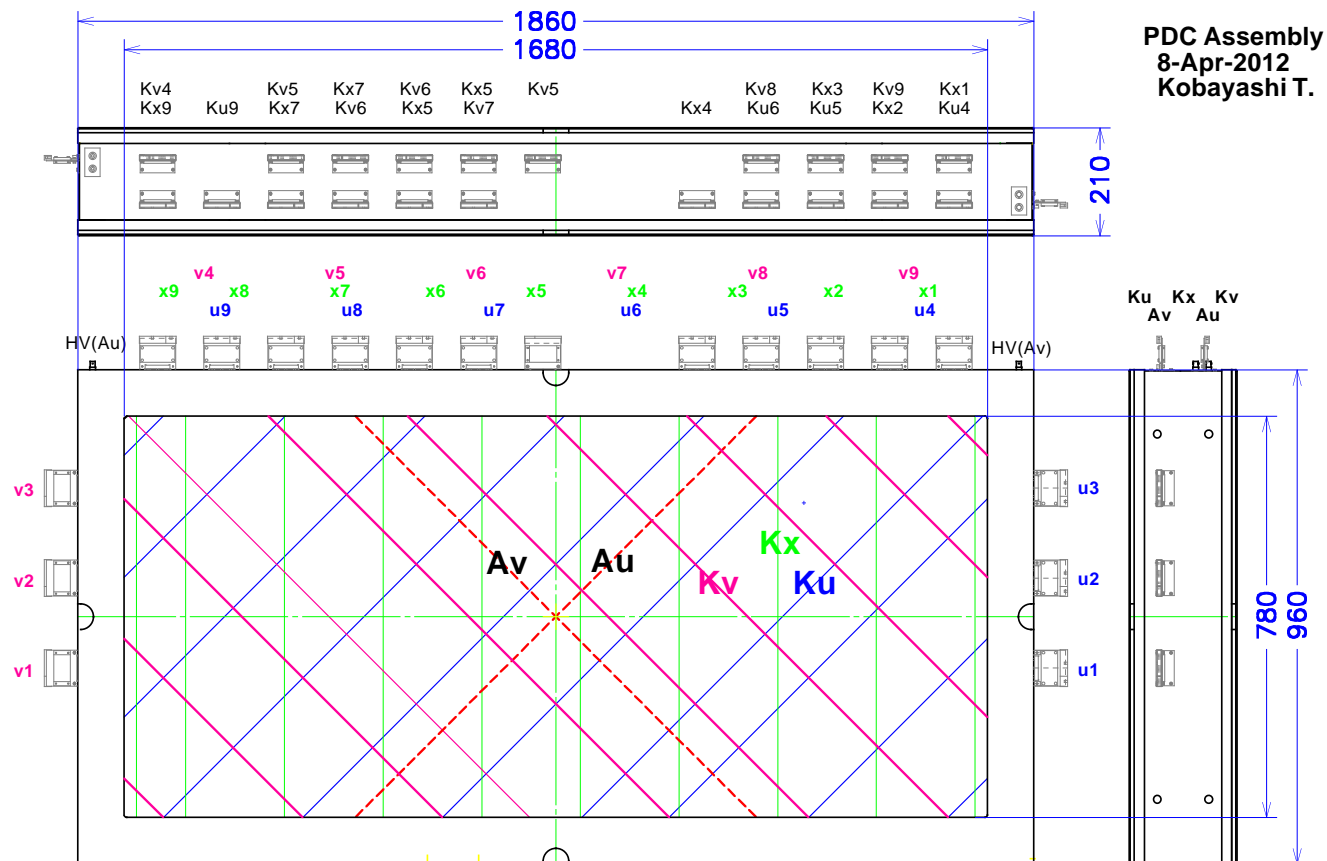 1860
1680
PDC Assembly
8-Apr-2012
Kobayashi T.
Kv4 Kv5 Kx7 Kv6 Kx5 Kv5 Kv8 Kx3 Kv9 Kx1
Kx9 Ku9 Kx7 Kv6 Kx5 Kv7 Kx4 Ku6 Ku5 Kx2 Ku4
210
v4 v5 v6 v7 v8 v9
x9 x8 x7 x6 x5 x4 x3 x2 x1
u9 u8 u7 u6 u5 u4
Ku Kx Kv
Av Au
HV(Au)
HV(Av)
v3
u3
Kx
Av
Au
v2
Kv
Ku
u2
780
960
v1
u1